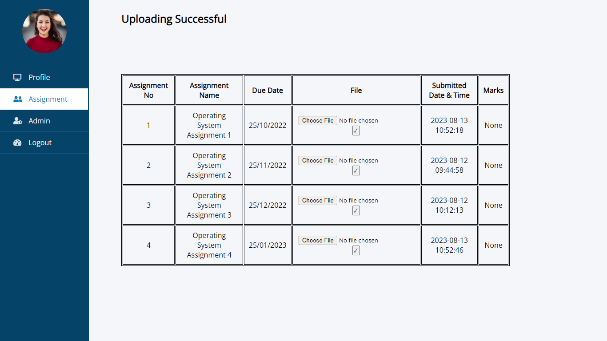 Uploading Successful
Profile
Assignment
Admin
Logout
Assignment No
Assignment Name
Due Date
File
Submitted Date & Time
Marks
1
Operating
System
Assignment 1
25/10/2022
Choose File No file chosen
2023-08-13
10:52:18
None
2
Operating
System
Assignment 2
25/11/2022
Choose File No file chosen
2023-08-12
09:44:58
None
3
Operating
System
Assignment 3
25/12/2022
Choose File No file chosen
2023-08-12
10:12:13
None
4
Operating
System
Assignment 4
25/01/2023
Choose File No file chosen
2023-08-13
10:52:46
None